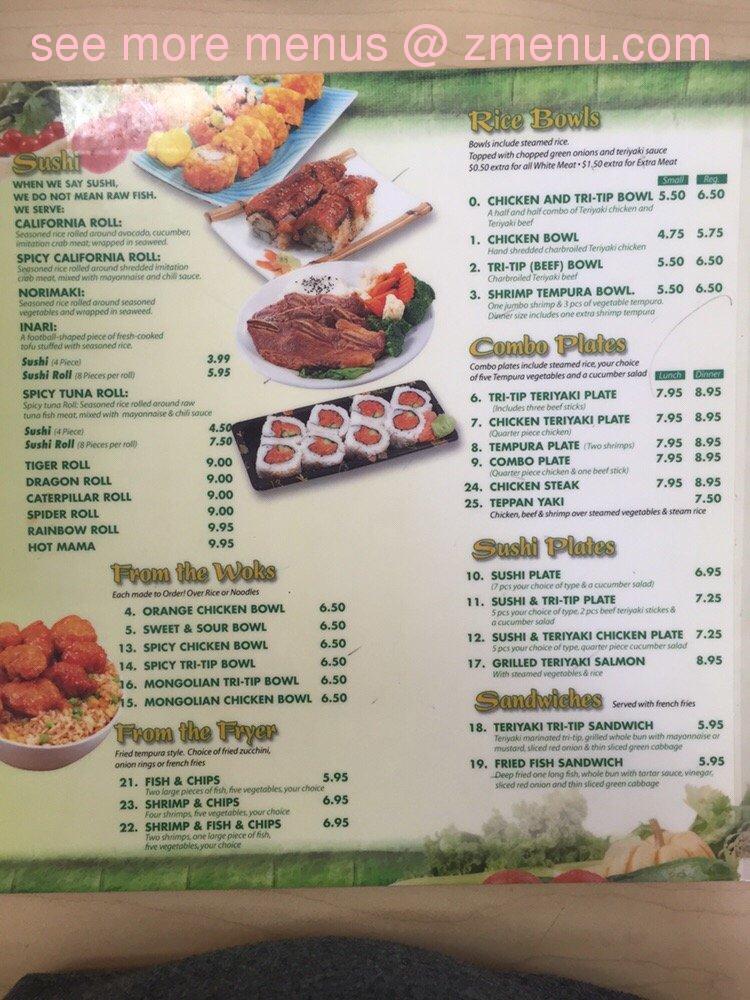 see more menus @ zmenu.com
Sushi
WHEN WE SAY SUSHI,
WE DO NOT MEAN RAW FISH.
WE SERVE:
CALIFORNIA ROLL:
Seasoned rice rolled around avocado, cucumber,
imitation crab meat; wrapped in seaweed.
SPICY CALIFORNIA ROLL:
Seasoned rice rolled around shredded imitation
crab meat, mixed with mayonnaise and chili sauce.
NORIMAKI:
Seasoned rice rolled around seasoned
vegetables and wrapped in seaweed.
INARI:
A football-shaped piece of fresh-cooked
tofu stuffed with seasoned rice.
Sushi (4 Piece) 3.99
Sushi Roll (8 Pieces per roll) 5.95
SPICY TUNA ROLL:
Spicy tuna Roll: Seasoned rice rolled around raw
tuna fish meat, mixed with mayonnaise & chili sauce
Sushi (4 Piece) 4.50
Sushi Roll (8 Pieces per roll) 7.50
TIGER ROLL 9.00
DRAGON ROLL 9.00
CATERPILLAR ROLL 9.00
SPIDER ROLL 9.00
RAINBOW ROLL 9.95
HOT MAMA 9.95
From the Woks
Each made to Order! Over Rice or Noodles
4. ORANGE CHICKEN BOWL 6.50
5. SWEET & SOUR BOWL 6.50
13. SPICY CHICKEN BOWL 6.50
14. SPICY TRI-TIP BOWL 6.50
16. MONGOLIAN TRI-TIP BOWL 6.50
15. MONGOLIAN CHICKEN BOWL 6.50
From the Fryer
Fried tempura style. Choice of fried zucchini,
onion rings or french fries
21. FISH & CHIPS 5.95
Two large pieces of fish, five vegetables, your choice
23. SHRIMP & CHIPS 6.95
Four shrimps, five vegetables, your choice
22. SHRIMP & FISH & CHIPS 6.95
Two shrimps, one large piece of fish,
five vegetables, your choice
Rice Bowls
Bowls include steamed rice.
Topped with chopped green onions and teriyaki sauce
$0.50 extra for all White Meat • $1.50 extra for Extra Meat
Small Reg.
0. CHICKEN AND TRI-TIP BOWL 5.50 6.50
A half and half combo of Teriyaki chicken and
Teriyaki beef
1. CHICKEN BOWL 4.75 5.75
Hand shredded charbroiled Teriyaki chicken
2. TRI-TIP (BEEF) BOWL 5.50 6.50
Charbroiled Teriyaki beef
3. SHRIMP TEMPURA BOWL. 5.50 6.50
One jumbo shrimp & 3 pcs of vegetable tempura.
Dinner size includes one extra shrimp tempura
Combo Plates
Combo plates include steamed rice, your choice
of five Tempura vegetables and a cucumber salad Lunch Dinner
6. TRI-TIP TERIYAKI PLATE 7.95 8.95
(Includes three beef sticks)
7. CHICKEN TERIYAKI PLATE 7.95 8.95
(Quarter piece chicken)
8. TEMPURA PLATE (Two shrimps) 7.95 8.95
9. COMBO PLATE 7.95 8.95
(Quarter piece chicken & one beef stick)
24. CHICKEN STEAK 7.95 8.95
25. TEPPAN YAKI 7.50
Chicken, beef & shrimp over steamed vegetables & steam rice
Sushi Plates
10. SUSHI PLATE 6.95
(7 pcs your choice of type & a cucumber salad)
11. SUSHI & TRI-TIP PLATE 7.25
5 pcs your choice of type, 2 pcs beef teriyaki stickes &
a cucumber salad
12. SUSHI & TERIYAKI CHICKEN PLATE 7.25
5 pcs your choice of type, quarter piece cucumber salad
17. GRILLED TERIYAKI SALMON 8.95
With steamed vegetables & rice
Sandwiches Served with french fries
18. TERIYAKI TRI-TIP SANDWICH 5.95
Teriyaki marinated tri-tip, grilled whole bun with mayonnaise or
mustard, sliced red onion & thin sliced green cabbage
19. FRIED FISH SANDWICH 5.95
Deep fried one long fish, whole bun with tartar sauce, vinegar,
sliced red onion and thin sliced green cabbage